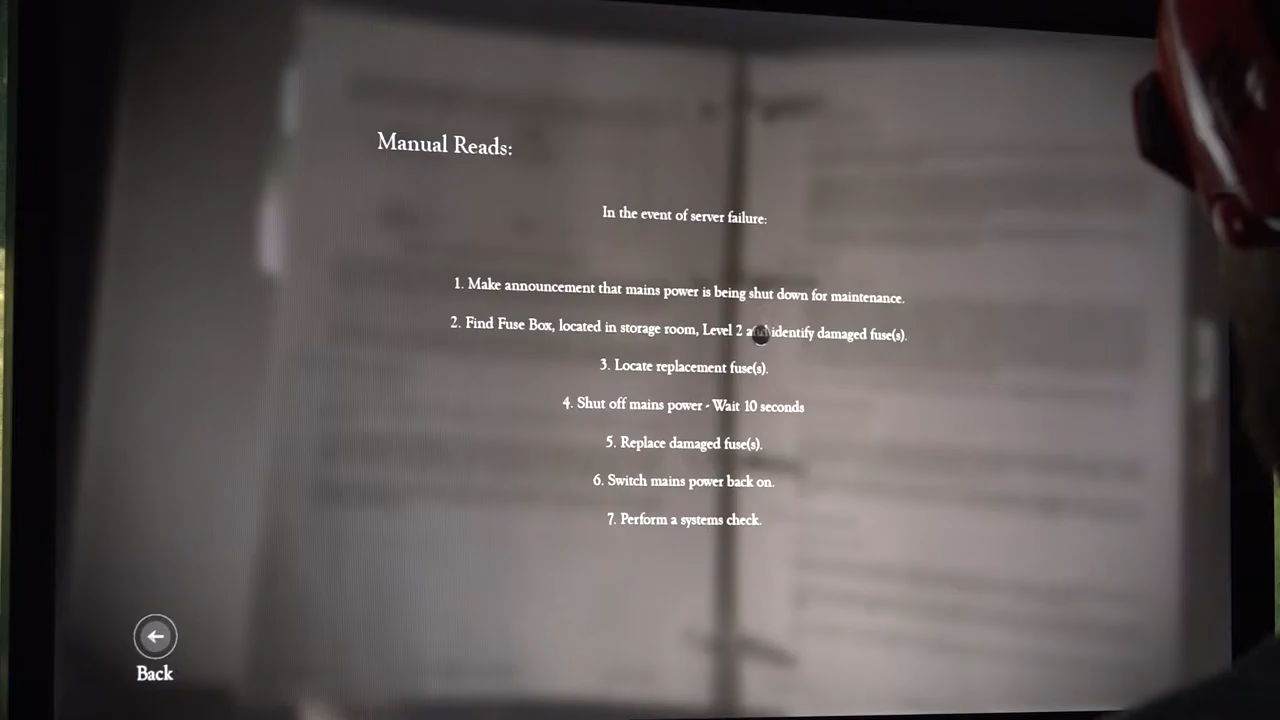 Manual Reads:
In the event of server failure:
1. Make announcement that mains power is being shut down for maintenance.
2. Find Fuse Box, located in storage room, Level 2 and identify damaged fuse(s).
3. Locate replacement fuse(s).
4. Shut off mains power - Wait 10 seconds
5. Replace damaged fuse(s).
6. Switch mains power back on.
7. Perform a systems check.
Back